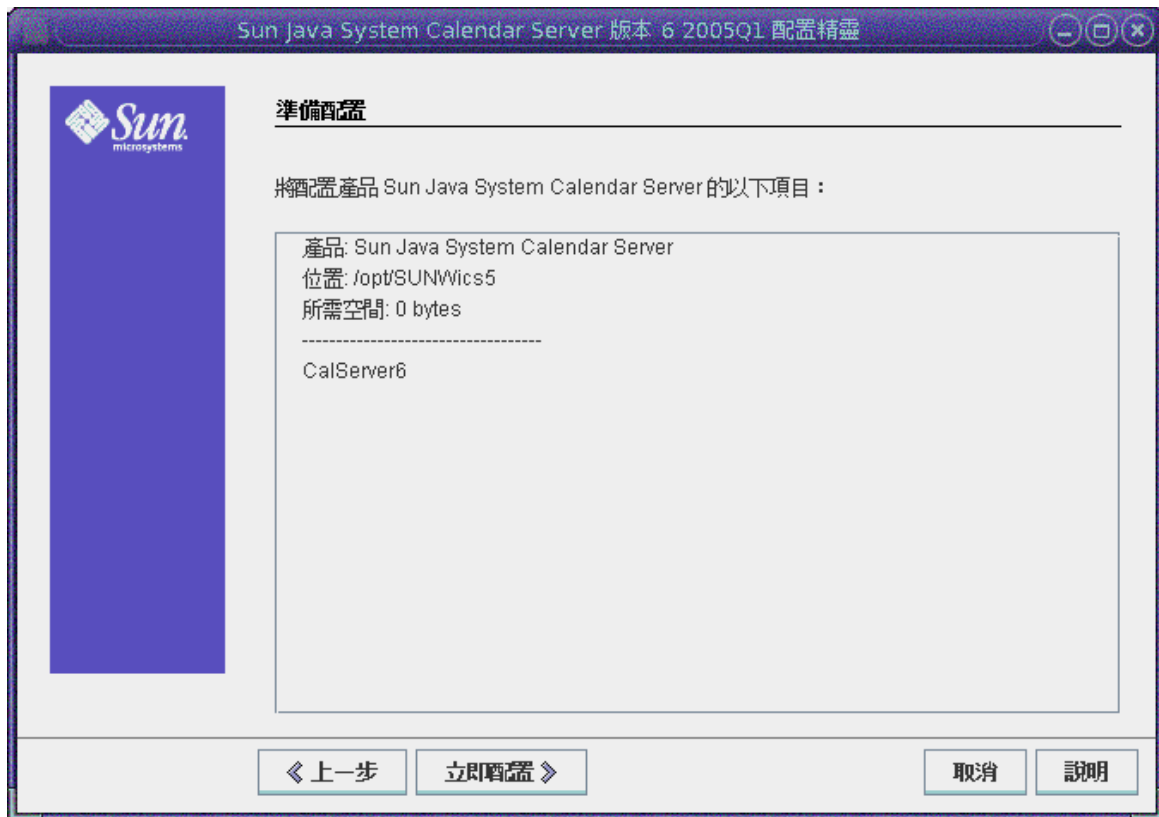 Sun Java System Calendar Server 版本 6 2005Q1 配置精靈
Sun.
microsystems
準備配置
將配置產品 Sun Java System Calendar Server 的以下項目：
產品: Sun Java System Calendar Server
位置: /opt/SUNWics5
所需空間: 0 bytes
-----------------------------------
CalServer6
上一步
立即配置
取消
說明